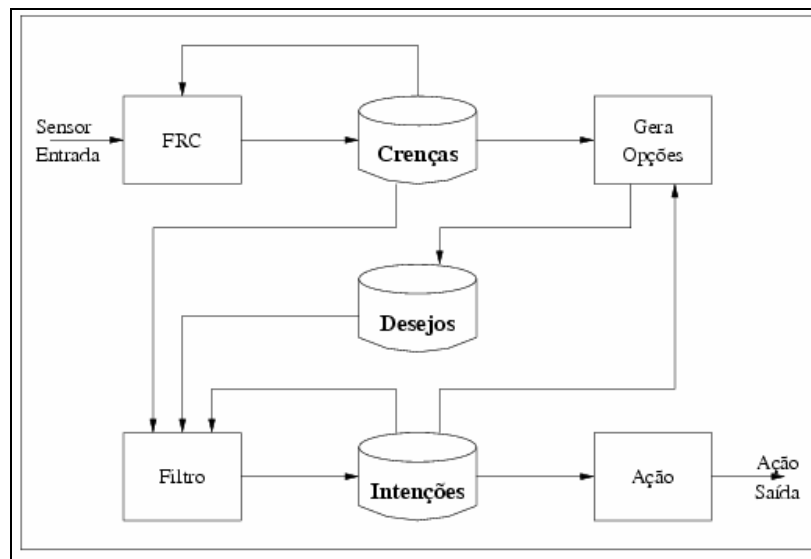 Sensor
Entrada
FRC
Crenças
Gera
Opções
Desejos
Filtro
Intenções
Ação
Ação
Saída